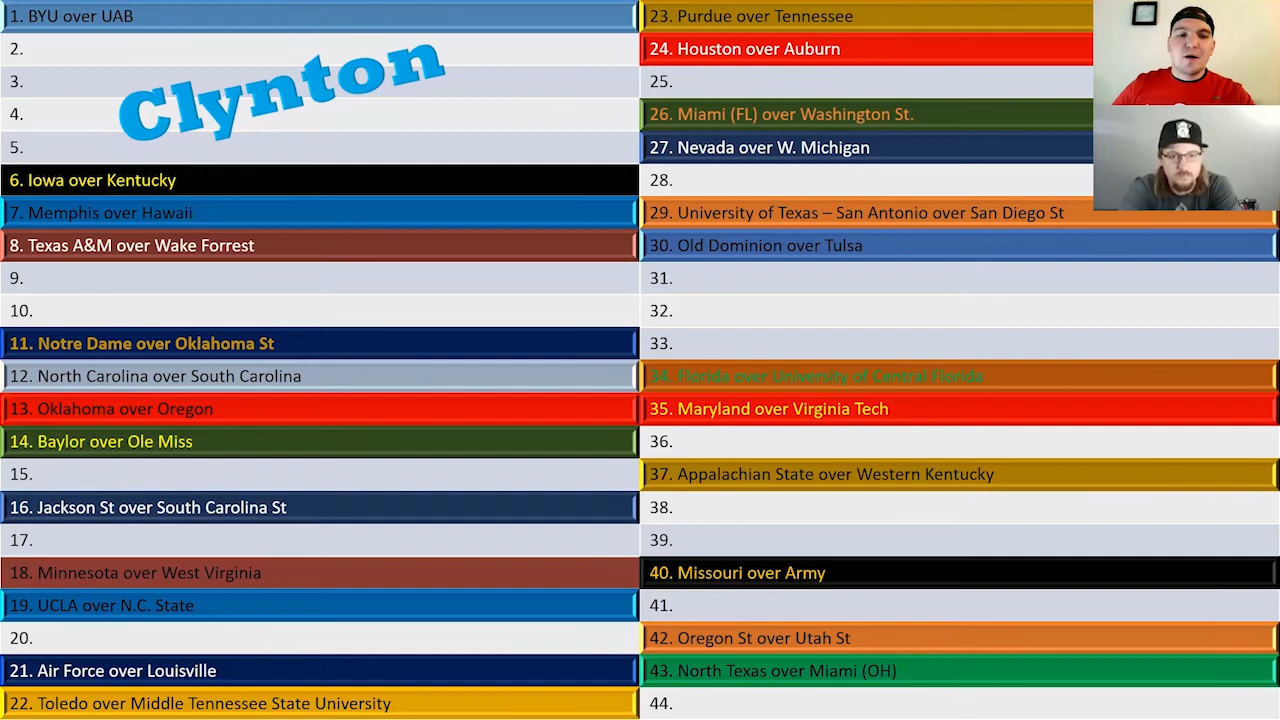 1. BYU over UAB
2.
3.
4.
5.
Clynton
6. Iowa over Kentucky
7. Memphis over Hawaii
8. Texas A&M over Wake Forrest
9.
10.
11. Notre Dame over Oklahoma St
12. North Carolina over South Carolina
13. Oklahoma over Oregon
14. Baylor over Ole Miss
15.
16. Jackson St over South Carolina St
17.
18. Minnesota over West Virginia
19. UCLA over N.C. State
20.
21. Air Force over Louisville
22. Toledo over Middle Tennessee State University
23. Purdue over Tennessee
24. Houston over Auburn
25.
26. Miami (FL) over Washington St.
27. Nevada over W. Michigan
28.
29. University of Texas – San Antonio over San Diego St
30. Old Dominion over Tulsa
31.
32.
33.
34. Florida over University of Central Florida
35. Maryland over Virginia Tech
36.
37. Appalachian State over Western Kentucky
38.
39.
40. Missouri over Army
41.
42. Oregon St over Utah St
43. North Texas over Miami (OH)
44.